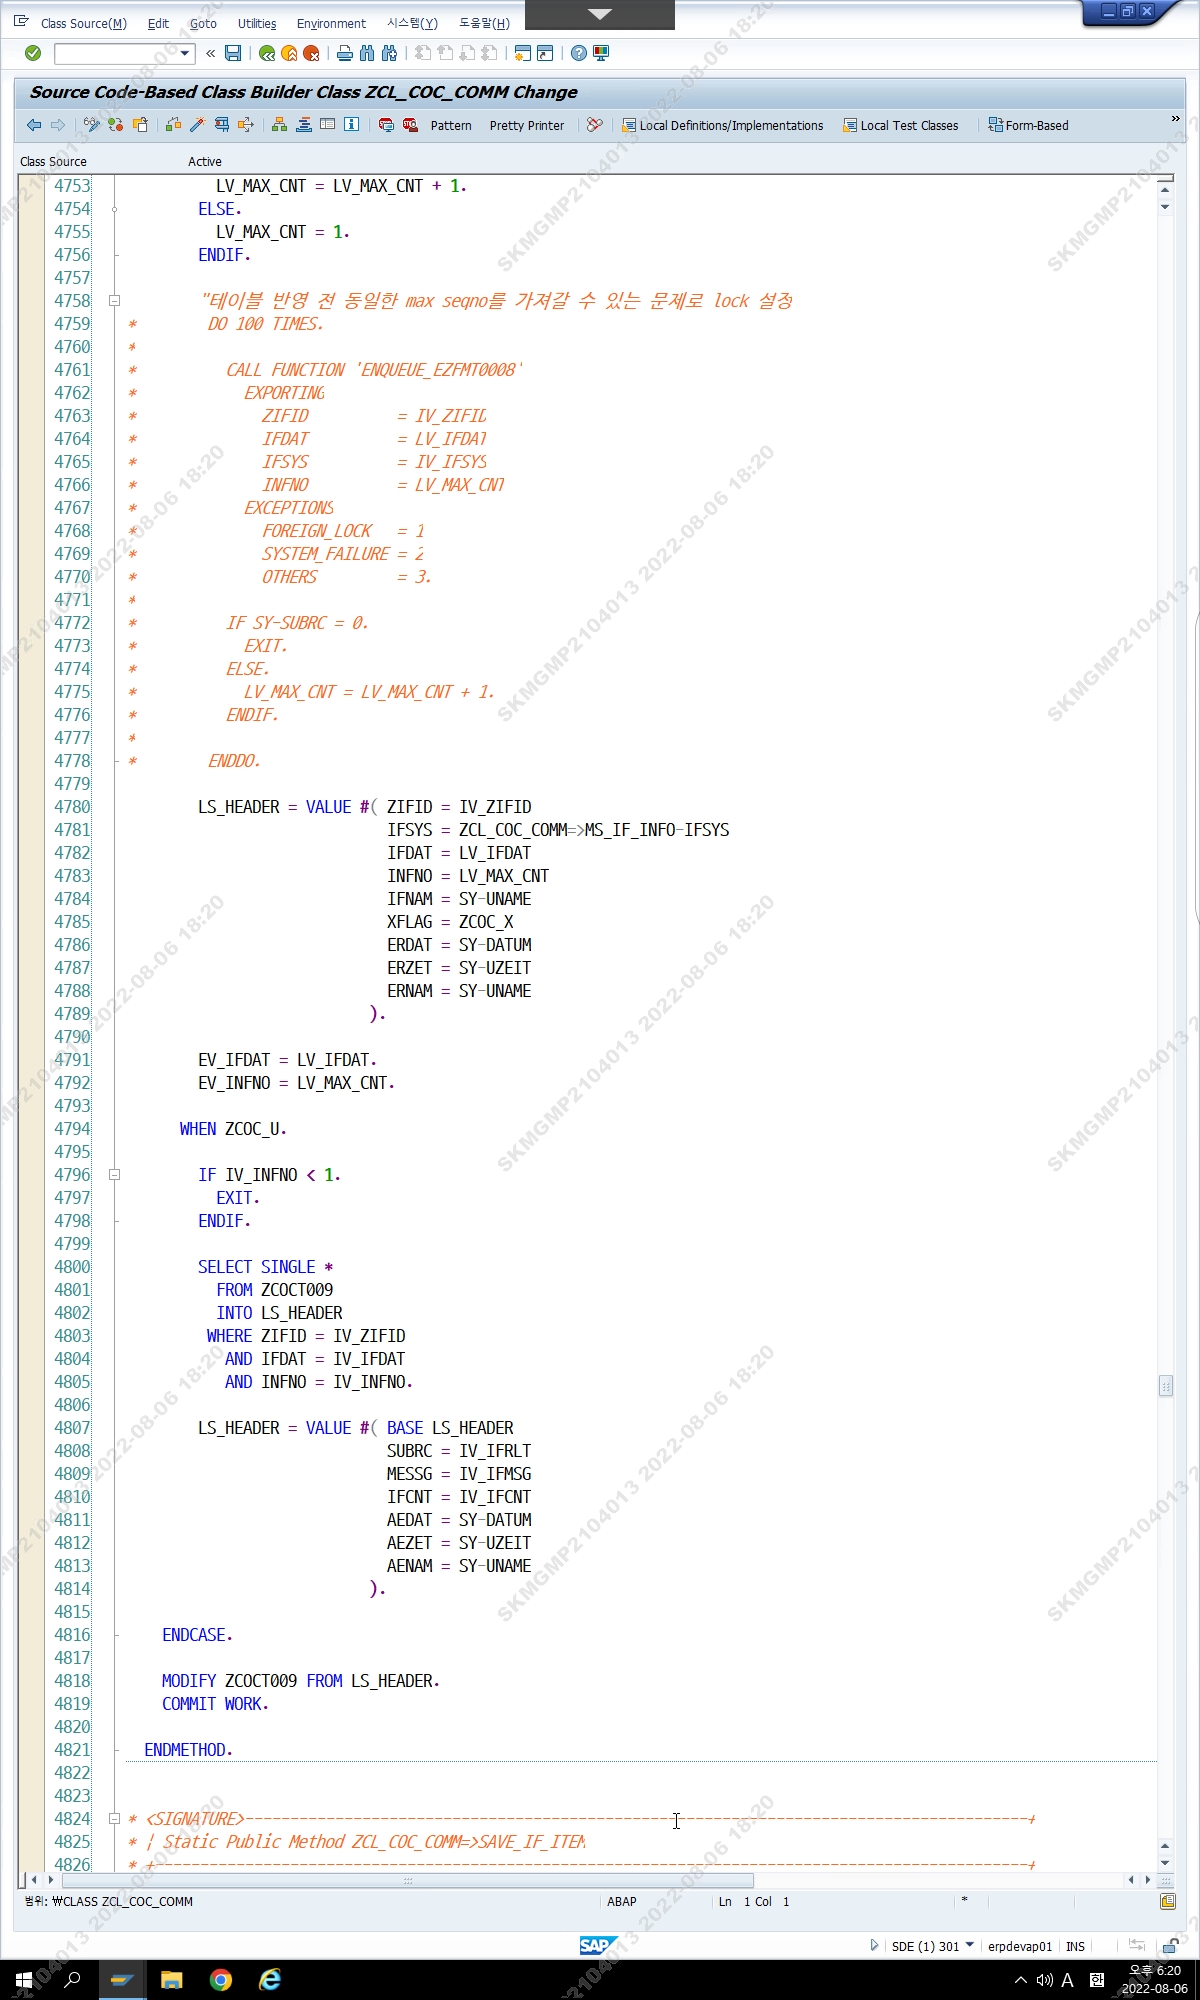 Class Source(M) Edit Goto Utilities Environment 시스템(Y) 도움말(H)
Source Code-Based Class Builder Class ZCL_COC_COMM Change
Pattern Pretty Printer Local Definitions/Implementations Local Test Classes Form-Based
Class Source Active
4753 LV_MAX_CNT = LV_MAX_CNT + 1.
4754 ELSE.
4755 LV_MAX_CNT = 1.
4756 ENDIF.
4757
4758 "테이블 반영 전 동일한 max seqno를 가져갈 수 있는 문제로 lock 설정
4759 * DO 100 TIMES.
4760 *
4761 * CALL FUNCTION 'ENQUEUE_EZFMT0008'
4762 * EXPORTING
4763 * ZIFID = IV_ZIFID
4764 * IFDAT = LV_IFDAT
4765 * IFSYS = IV_IFSYS
4766 * INFNO = LV_MAX_CNT
4767 * EXCEPTIONS
4768 * FOREIGN_LOCK = 1
4769 * SYSTEM_FAILURE = 2
4770 * OTHERS = 3.
4771 *
4772 * IF SY-SUBRC = 0.
4773 * EXIT.
4774 * ELSE.
4775 * LV_MAX_CNT = LV_MAX_CNT + 1.
4776 * ENDIF.
4777 *
4778 * ENDDO.
4779
4780 LS_HEADER = VALUE #( ZIFID = IV_ZIFID
4781 IFSYS = ZCL_COC_COMM=>MS_IF_INFO-IFSYS
4782 IFDAT = LV_IFDAT
4783 INFNO = LV_MAX_CNT
4784 IFNAM = SY-UNAME
4785 XFLAG = ZCOC_X
4786 ERDAT = SY-DATUM
4787 ERZET = SY-UZEIT
4788 ERNAM = SY-UNAME
4789 ).
4790
4791 EV_IFDAT = LV_IFDAT.
4792 EV_INFNO = LV_MAX_CNT.
4793
4794 WHEN ZCOC_U.
4795
4796 IF IV_INFNO < 1.
4797 EXIT.
4798 ENDIF.
4799
4800 SELECT SINGLE *
4801 FROM ZCOCT009
4802 INTO LS_HEADER
4803 WHERE ZIFID = IV_ZIFID
4804 AND IFDAT = IV_IFDAT
4805 AND INFNO = IV_INFNO.
4806
4807 LS_HEADER = VALUE #( BASE LS_HEADER
4808 SUBRC = IV_IFRLT
4809 MESSG = IV_IFMSG
4810 IFCNT = IV_IFCNT
4811 AEDAT = SY-DATUM
4812 AEZET = SY-UZEIT
4813 AENAM = SY-UNAME
4814 ).
4815
4816 ENDCASE.
4817
4818 MODIFY ZCOCT009 FROM LS_HEADER.
4819 COMMIT WORK.
4820
4821 ENDMETHOD.
4822
4823
4824 * <SIGNATURE>---------------------------------------------------------------------------------------+
4825 * | Static Public Method ZCL_COC_COMM=>SAVE_IF_ITEM
4826 * +-------------------------------------------------------------------------------------------------+
범위: ₩CLASS ZCL_COC_COMM ABAP Ln 1 Col 1 *
SAP SDE (1) 301 erpdevap01 INS
A 한 오후 6:20
2022-08-06
SKMGMP2104013 2022-08-06 18:20